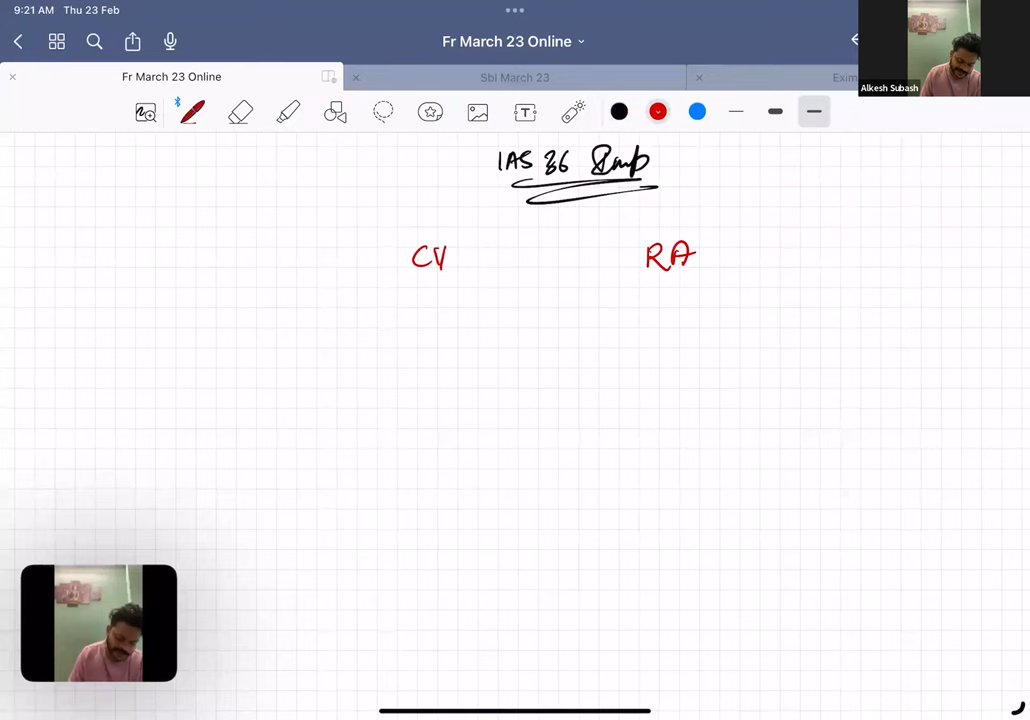 9:21 AM Thu 23 Feb
Fr March 23 Online
Fr March 23 Online
Sbl March 23
Exim
Alkesh Subash
IAS 36 Imp
CV RA